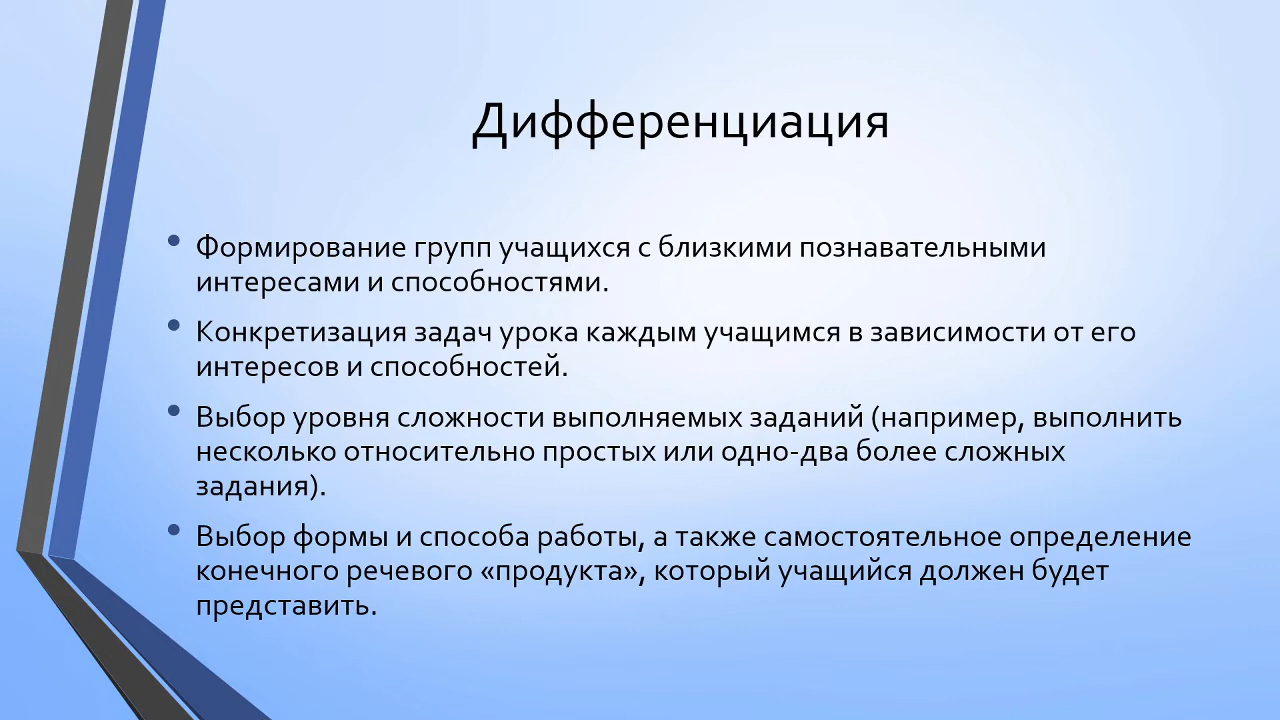 Дифференциация
• Формирование групп учащихся с близкими познавательными
интересами и способностями.
• Конкретизация задач урока каждым учащимся в зависимости от его
интересов и способностей.
• Выбор уровня сложности выполняемых заданий (например, выполнить
несколько относительно простых или одно-два более сложных
задания).
• Выбор формы и способа работы, а также самостоятельное определение
конечного речевого «продукта», который учащийся должен будет
представить.